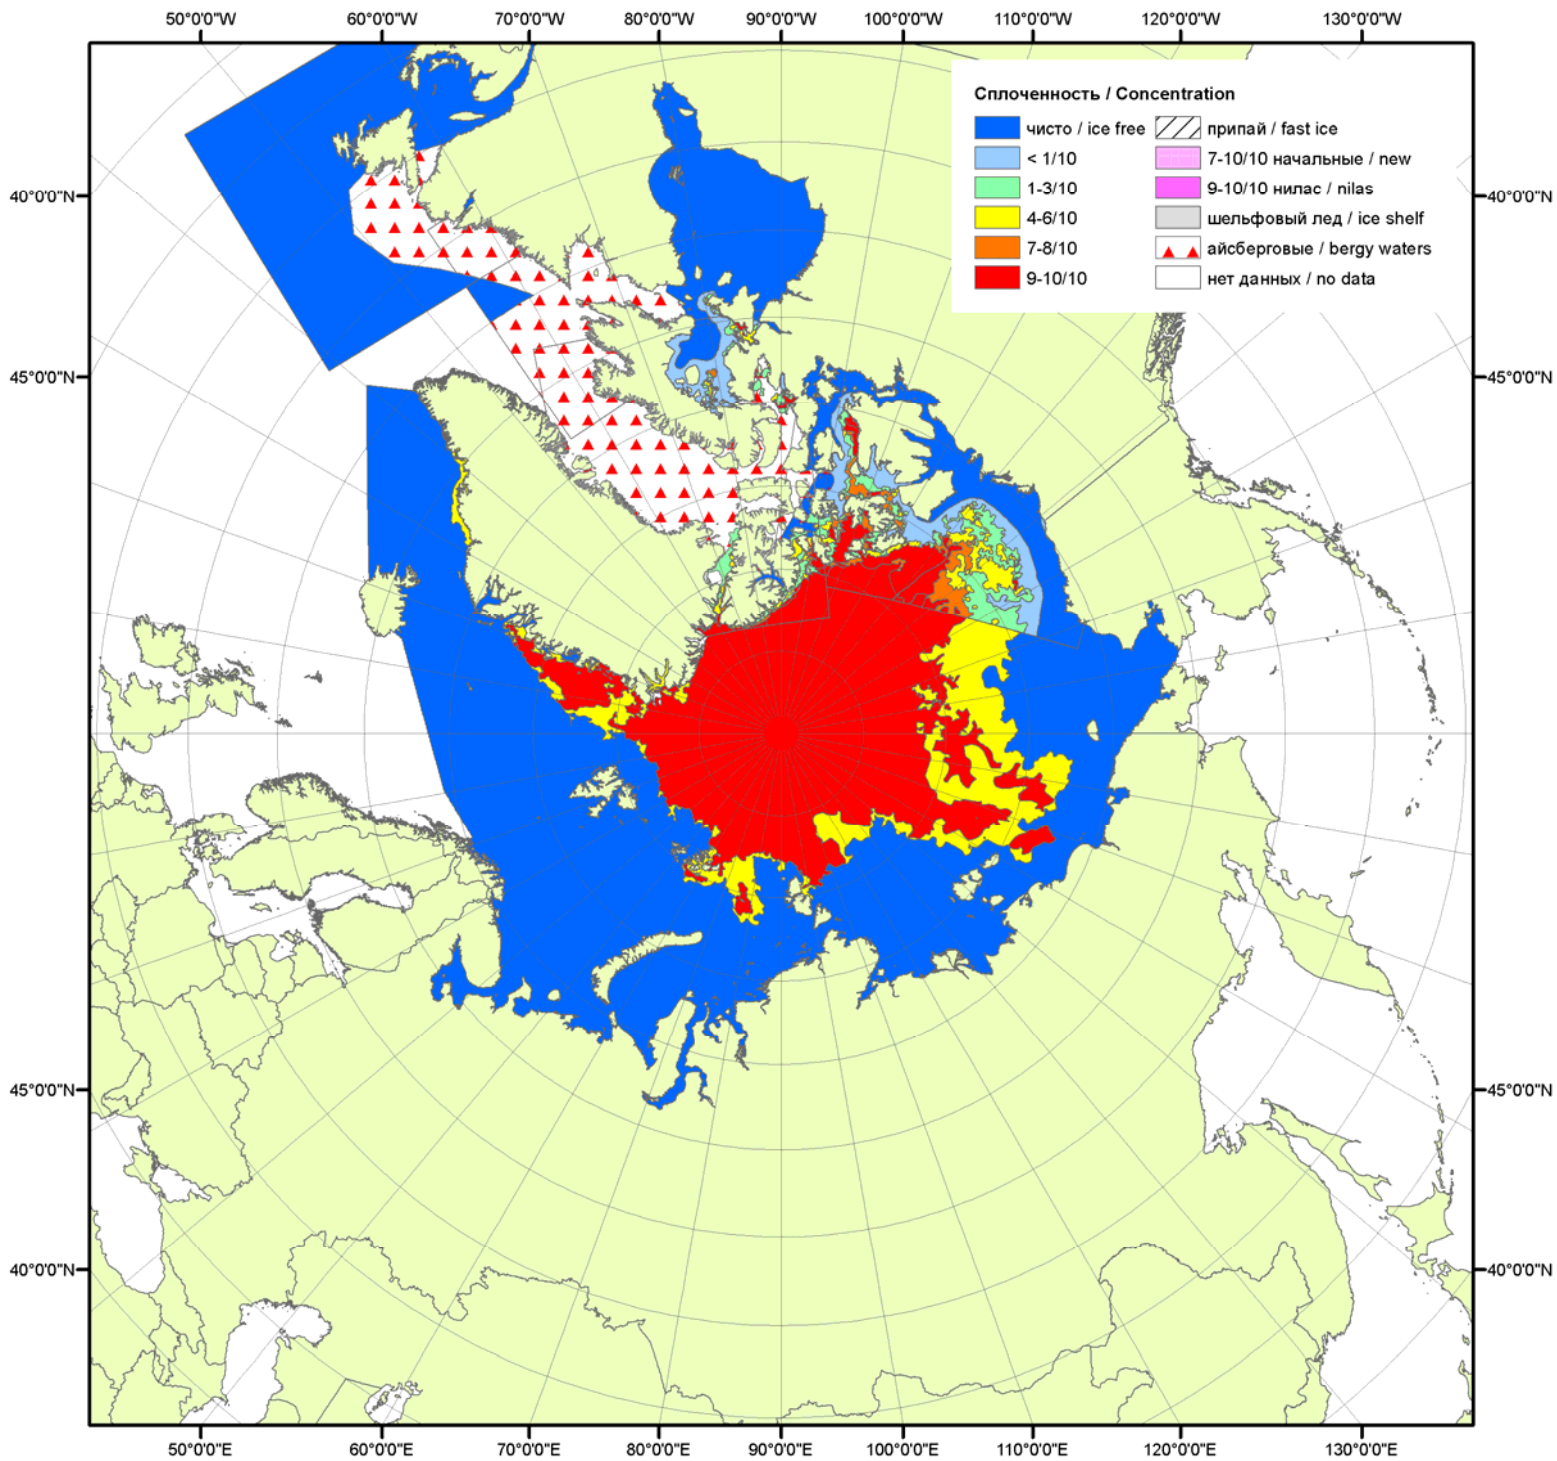 50°0'0"W 60°0'0"W 70°0'0"W 80°0'0"W 90°0'0"W 100°0'0"W 110°0'0"W 120°0'0"W 130°0'0"W
Сплоченность / Concentration
чисто / ice free
< 1/10
1-3/10
4-6/10
7-8/10
9-10/10
припай / fast ice
7-10/10 начальные / new
9-10/10 нилас / nilas
шельфовый лед / ice shelf
айсберговые / bergy waters
нет данных / no data
40°0'0"N 40°0'0"N
45°0'0"N 45°0'0"N
45°0'0"N 45°0'0"N
40°0'0"N 40°0'0"N
50°0'0"E 60°0'0"E 70°0'0"E 80°0'0"E 90°0'0"E 100°0'0"E 110°0'0"E 120°0'0"E 130°0'0"E